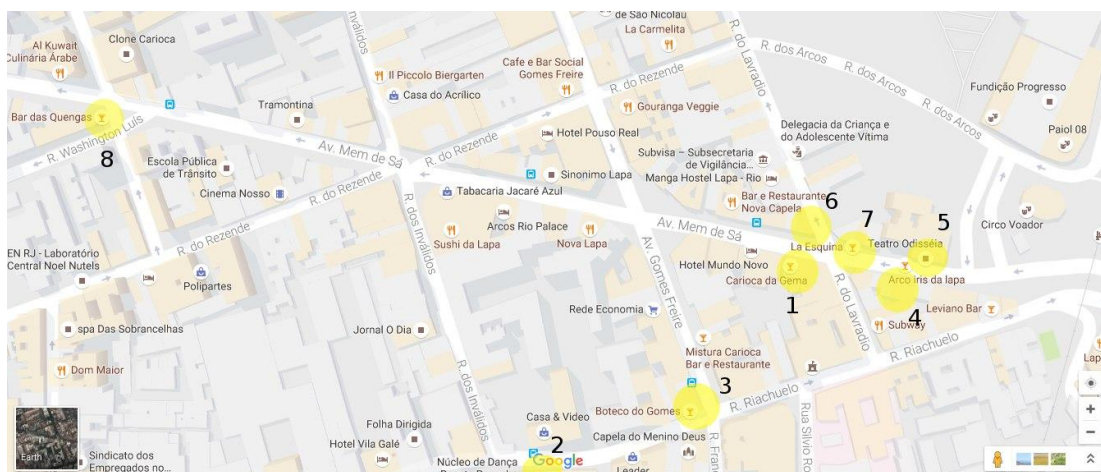 de São Nicolau
La Carmelita
Clone Carioca
Al Kuwait
Culinária Árabe
Inválidos
R. do Lavradio
R. dos Arcos
R. dos Arcos
R. dos Arcos
Cafe e Bar Social
Gomes Freire
R. do Rezende
Il Piccolo Biergarten
Casa do Acrílico
Fundição Progresso
Tramontina
Gouranga Veggie
Bar das Quengas
R. Washington Luís
8
Delegacia da Criança e
do Adolescente Vítima
Paiol 08
Hotel Pouso Real
Av. Mem de Sá
R. do Rezende
Escola Pública
de Trânsito
Subvisa – Subsecretaria
de Vigilância...
Manga Hostel Lapa - Rio
Sinonimo Lapa
Cinema Nosso
R. do Rezende
Tabacaria Jacaré Azul
Bar e Restaurante
Nova Capela
6
7
5
Arcos Rio Palace
Circo Voador
R. do Rezende
R. dos Inválidos
Sushi da Lapa
Nova Lapa
Av. Mem de Sá
La Esquina
Teatro Odisséia
EN RJ - Laboratório
Central Noel Nutels
Hotel Mundo Novo
Carioca da Gema
1
Arco iris da lapa
4
Polipartes
Av. Gomes Freire
R. do Lavradio
Rede Economia
Leviano Bar
Subway
spa Das Sobrancelhas
Jornal O Dia
R. Riachuelo
Mistura Carioca
Bar e Restaurante
Lap
Dom Maior
3
R. dos Inválidos
Boteco do Gomes
R. Riachuelo
Rua Silvio Ro
Casa & Video
Folha Dirigida
2
Capela do Menino Deus
Hotel Vila Galé
Núcleo de Dança
Google
Leader
R. Franc
Earth
Sindicato dos
Empregados no...